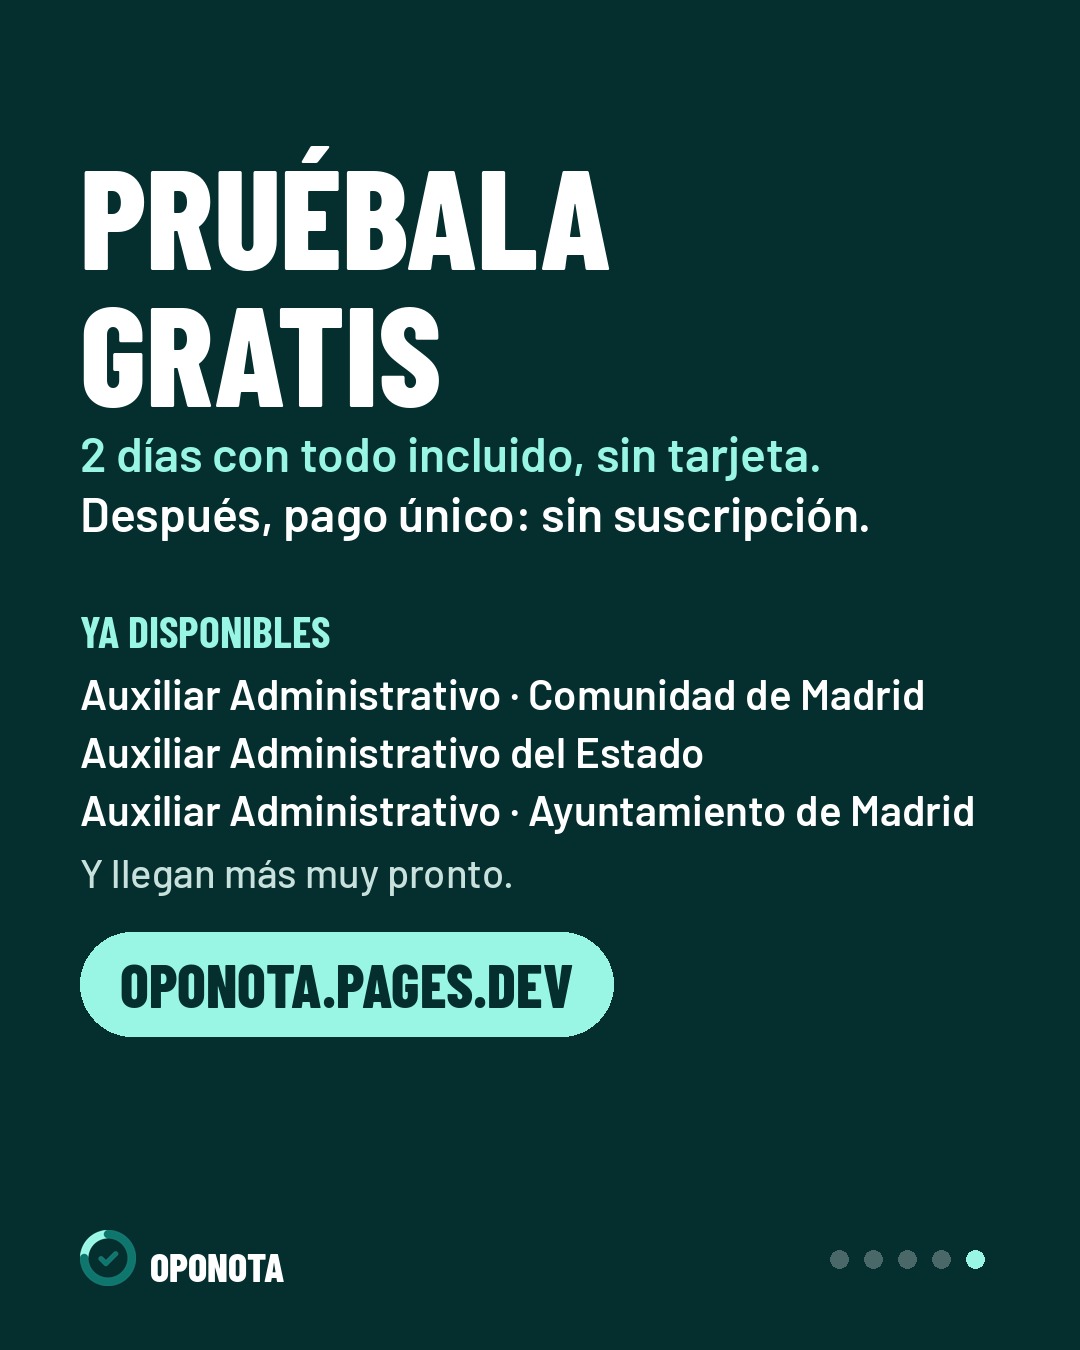 PRUÉBALA
GRATIS
2 días con todo incluido, sin tarjeta.
Después, pago único: sin suscripción.
YA DISPONIBLES
Auxiliar Administrativo · Comunidad de Madrid
Auxiliar Administrativo del Estado
Auxiliar Administrativo · Ayuntamiento de Madrid
Y llegan más muy pronto.
OPONOTA.PAGES.DEV
OPONOTA